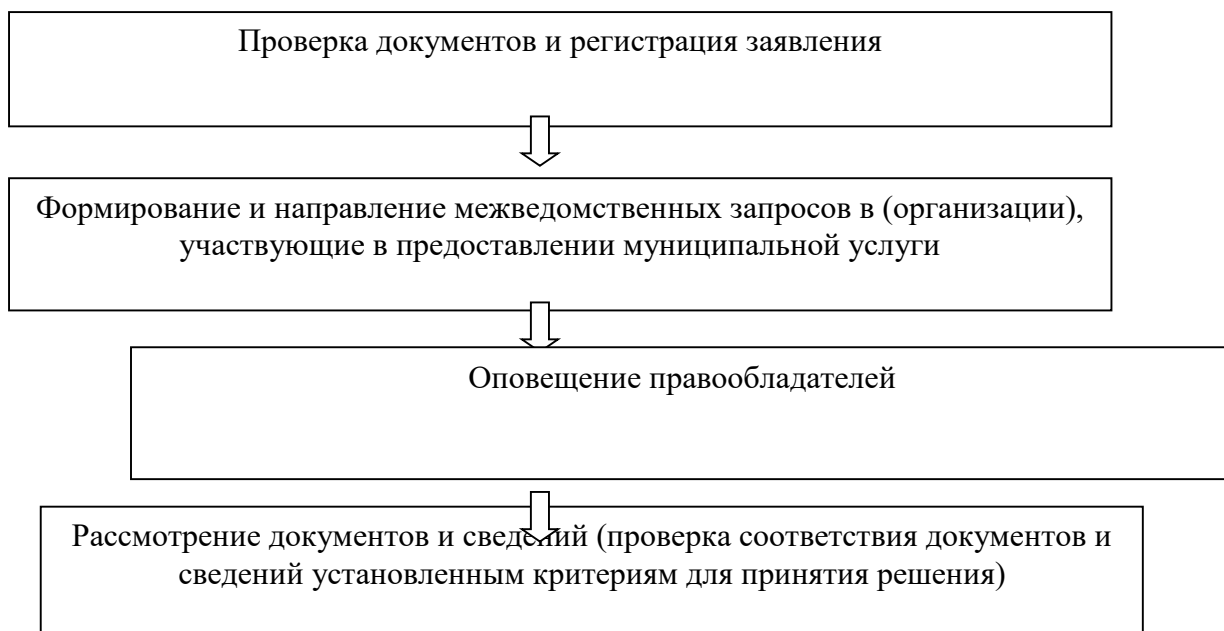 Проверка документов и регистрация заявления
Формирование и направление межведомственных запросов в (организации),
участвующие в предоставлении муниципальной услуги
Оповещение правообладателей
Рассмотрение документов и сведений (проверка соответствия документов и
сведений установленным критериям для принятия решения)